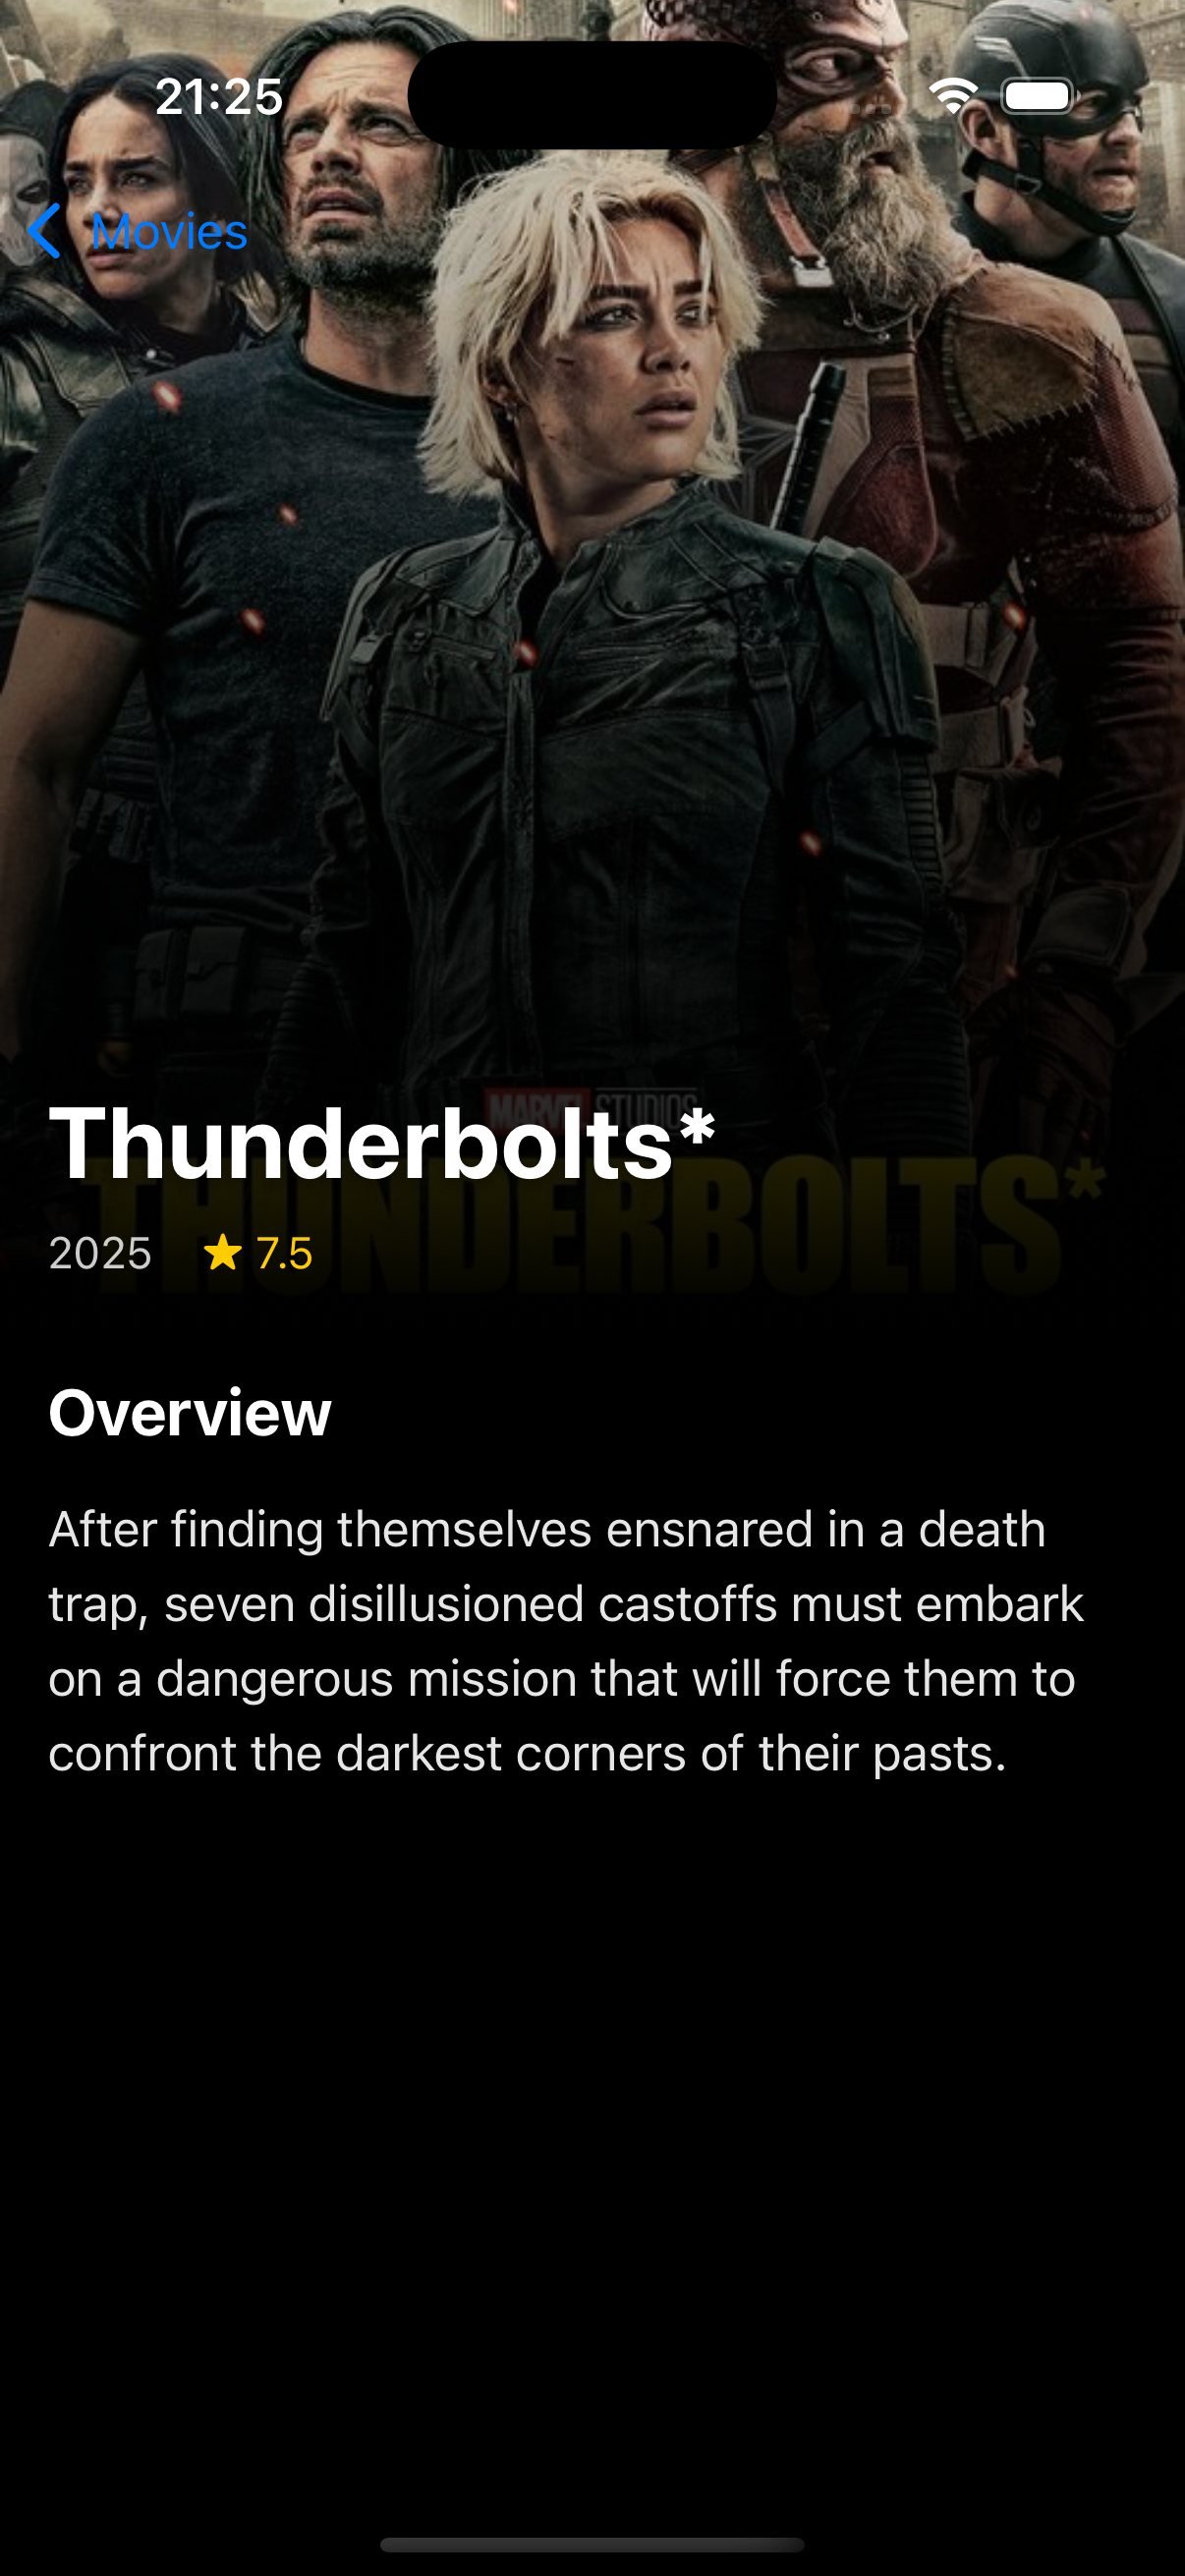 21:25
Movies
MARVEL STUDIOS
Thunderbolts*
THUNDERBOLTS*
2025 ★ 7.5
Overview
After finding themselves ensnared in a death
trap, seven disillusioned castoffs must embark
on a dangerous mission that will force them to
confront the darkest corners of their pasts.